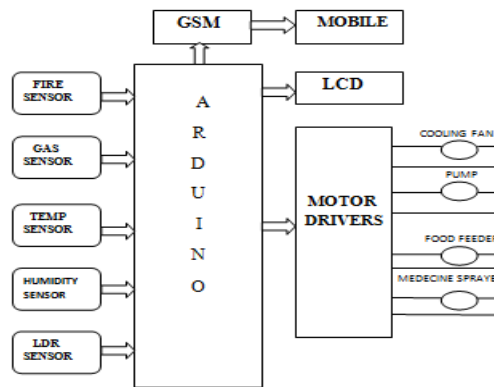 GSM
MOBILE
FIRE
SENSOR
GAS
SENSOR
TEMP
SENSOR
HUMIDITY
SENSOR
LDR
SENSOR
A
R
D
U
I
N
O
LCD
MOTOR
DRIVERS
COOLING FAN
PUMP
FOOD FEEDER
MEDECINE SPRAYE